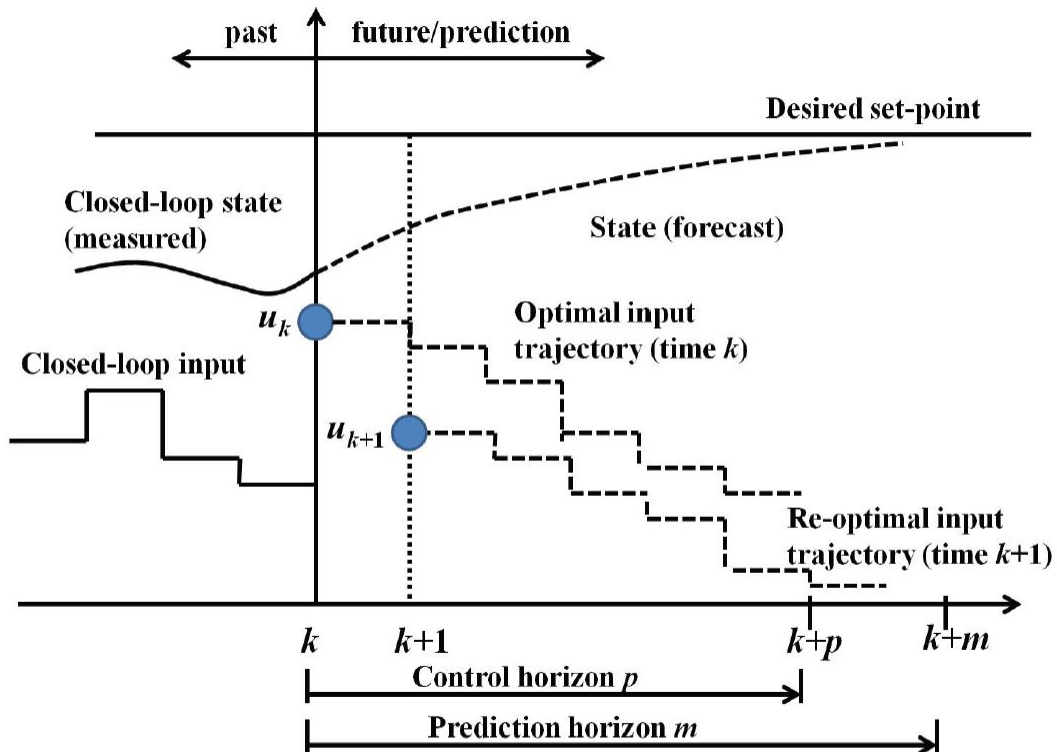 past
future/prediction
Desired set-point
Closed-loop state
(measured)
State (forecast)
u_k
Optimal input
trajectory (time k)
Closed-loop input
u_{k+1}
Re-optimal input
trajectory (time k+1)
k
k+1
k+p
k+m
Control horizon p
Prediction horizon m